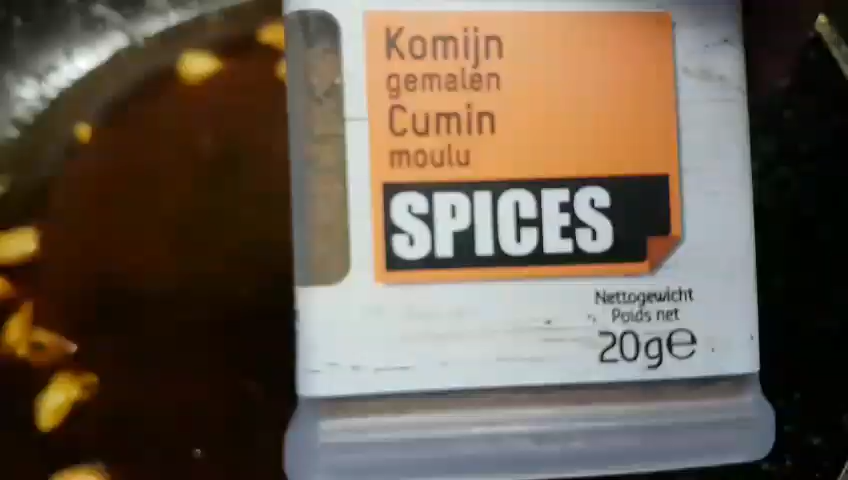 Komijn
gemalen
Cumin
moulu
SPICES
Nettogewicht
Poids net
20g℮